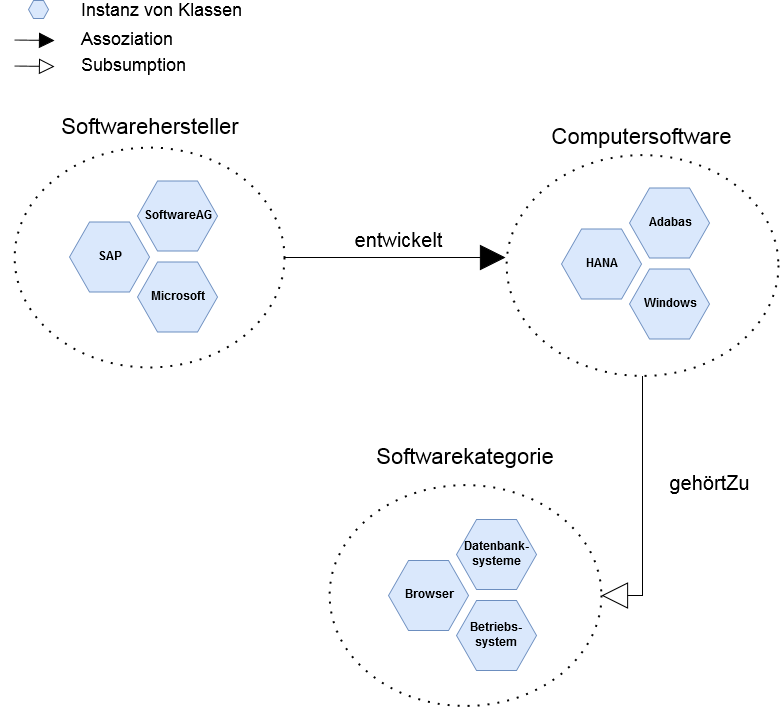 Instanz von Klassen
Assoziation
Subsumption
Softwarehersteller
Computersoftware
SoftwareAG
SAP
Microsoft
entwickelt
Adabas
HANA
Windows
Softwarekategorie
gehörtZu
Datenbank-
systeme
Browser
Betriebs-
system